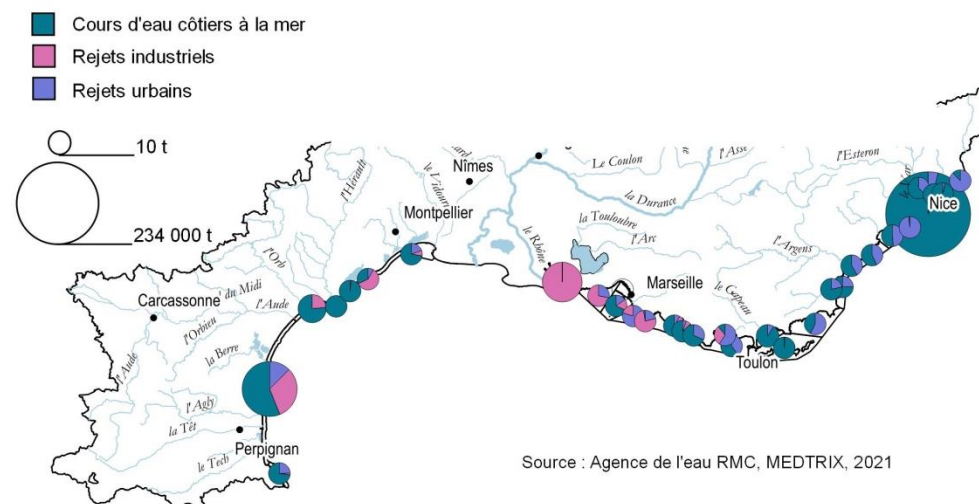 Cours d'eau côtiers à la mer
Rejets industriels
Rejets urbains
10 t
234 000 t
Nîmes
le Vidourl
l'Hérault
Montpellier
Le Coulon
l'Asse
la Durance
l'Esteron
Nice
la Touloubre
l'Arc
le Rhône
l'Argens
Marseille
le Gapeau
Toulon
l'Orb
du Midi
Carcassonne
l'Aude
l'Orbieu
la Berre
l'Aude
l'Agly
la Têt
Perpignan
le Tech
Source : Agence de l'eau RMC, MEDTRIX, 2021